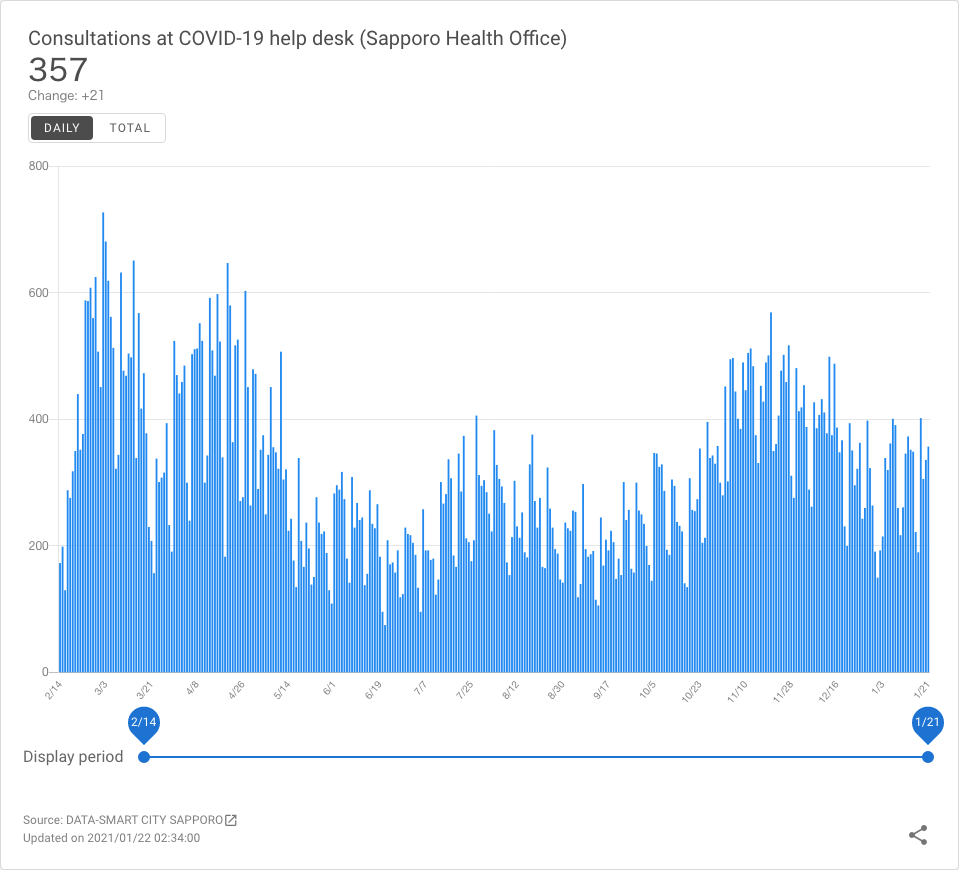 Consultations at COVID-19 help desk (Sapporo Health Office)
357
Change: +21
DAILY TOTAL
800
600
400
200
0
2/14 3/3 3/21 4/8 4/26 5/14 6/1 6/19 7/7 7/25 8/12 8/30 9/17 10/5 10/23 11/10 11/28 12/16 1/3 1/21
2/14 1/21
Display period
Source: DATA-SMART CITY SAPPORO
Updated on 2021/01/22 02:34:00